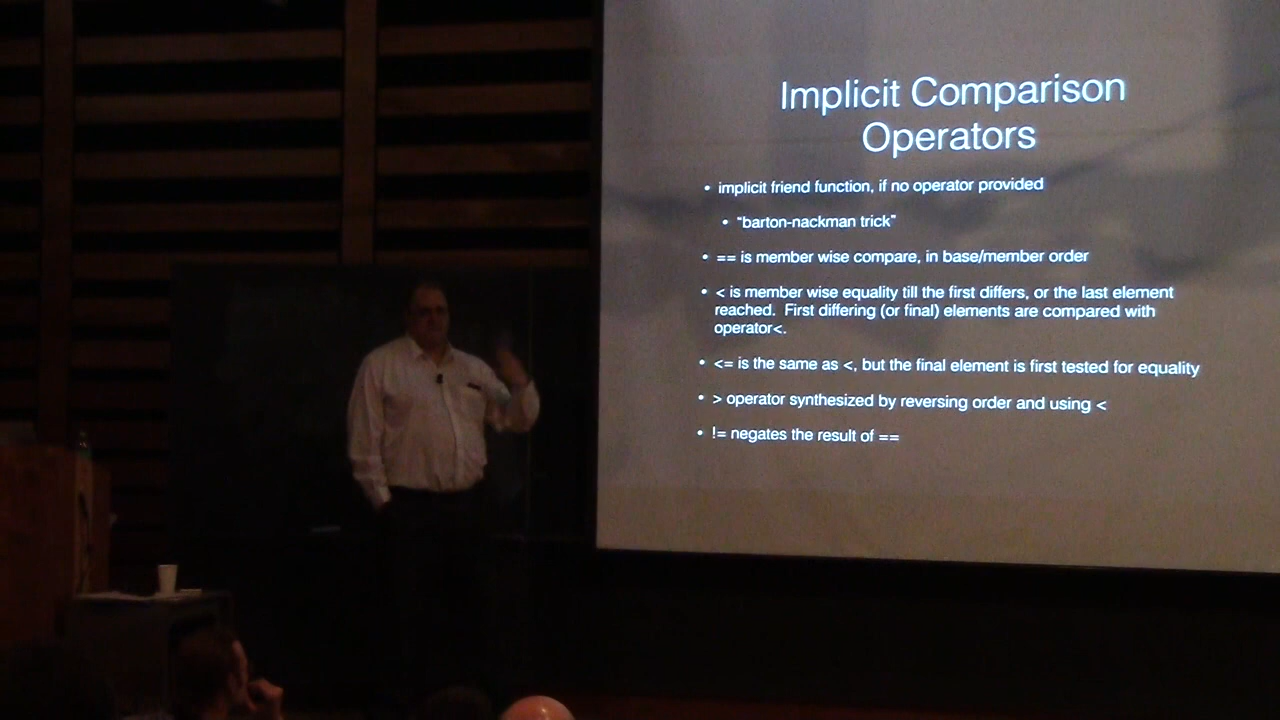 Implicit Comparison
Operators
• implicit friend function, if no operator provided
• “barton-nackman trick”
• == is member wise compare, in base/member order
• < is member wise equality till the first differs, or the last element
reached. First differing (or final) elements are compared with
operator<.
• <= is the same as <, but the final element is first tested for equality
• > operator synthesized by reversing order and using <
• != negates the result of ==